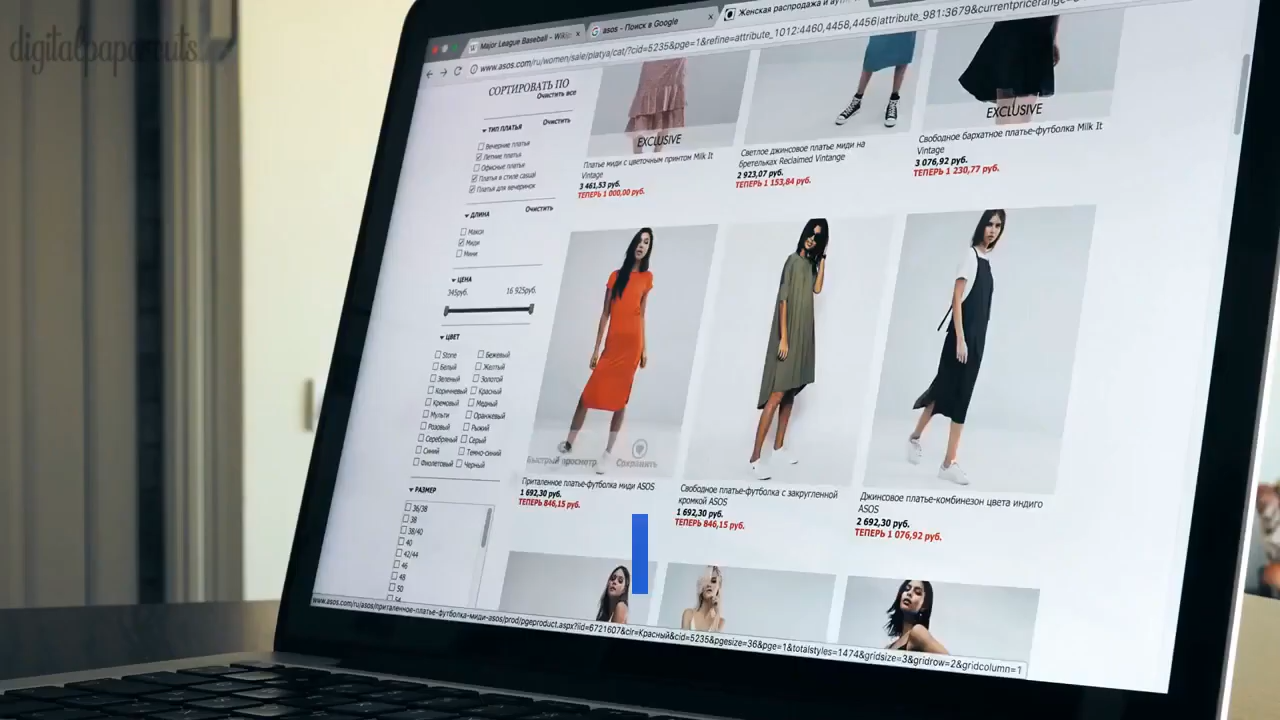 digitalpapercuts
Major League Baseball - Wiki
asos - Поиск в Google
Женская распродажа и аут
www.asos.com/ru/women/sale/platya/cat/?cid=5235&pge=1&refine=attribute_1012:4460,4458,4456|attribute_981:3679&currentpricerange=
СОРТИРОВАТЬ ПО
Очистить все
ТИП ПЛАТЬЯ
Очистить
Вечерние платья
Летние платья
Офисные платья
Платья в стиле casual
Платья для вечеринок
ДЛИНА
Очистить
Макси
Миди
Мини
ЦЕНА
345руб.
16 925руб.
ЦВЕТ
Stone
Бежевый
Белый
Желтый
Зеленый
Золотой
Коричневый
Красный
Кремовый
Медный
Мульти
Оранжевый
Розовый
Рыжий
Серебряный
Серый
Синий
Темно-синий
Фиолетовый
Черный
РАЗМЕР
36/38
38
38/40
40
42/44
46
48
50
EXCLUSIVE
Платье миди с цветочным принтом Milk It
Vintage
3 461,53 руб.
ТЕПЕРЬ 1 000,00 руб.
Светлое джинсовое платье миди на
бретельках Reclaimed Vintage
2 923,07 руб.
ТЕПЕРЬ 1 153,84 руб.
EXCLUSIVE
Свободное бархатное платье-футболка Milk It
Vintage
3 076,92 руб.
ТЕПЕРЬ 1 230,77 руб.
Быстрый просмотр
Сохранить
Приталенное платье-футболка миди ASOS
1 692,30 руб.
ТЕПЕРЬ 846,15 руб.
Свободное платье-футболка с закругленной
кромкой ASOS
1 692,30 руб.
ТЕПЕРЬ 846,15 руб.
Джинсовое платье-комбинезон цвета индиго
ASOS
2 692,30 руб.
ТЕПЕРЬ 1 076,92 руб.
www.asos.com/ru/asos/приталенное-платье-футболка-миди-asos/prod/pgeproduct.aspx?iid=6721607&clr=Красный&cid=5235&pgesize=36&pge=1&totalstyles=1474&gridsize=3&gridrow=2&gridcolumn=1